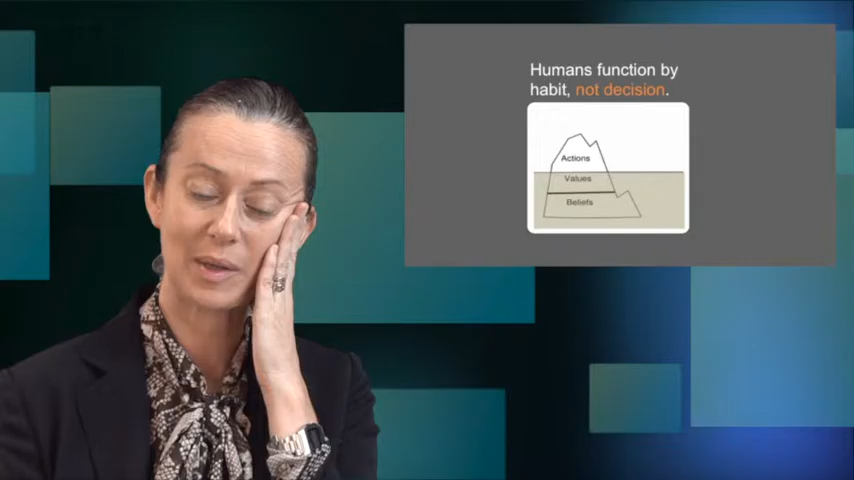 Humans function by
habit, not decision.
Actions
Values
Beliefs